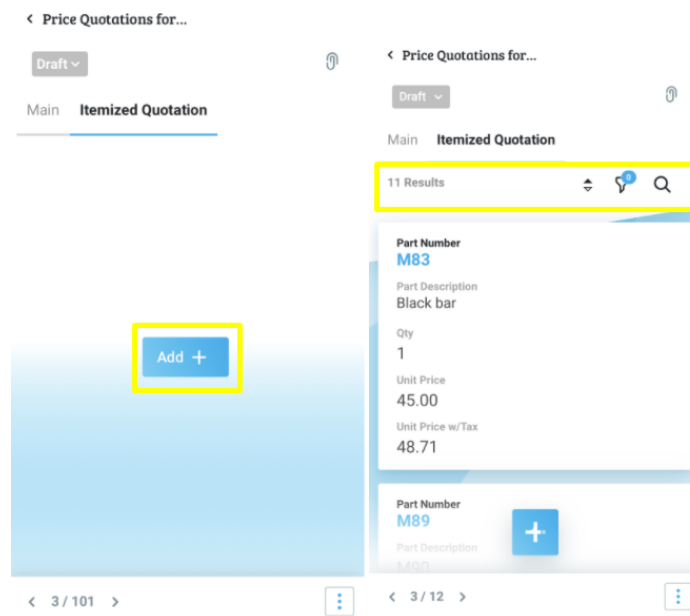 Price Quotations for...
Draft
Main Itemized Quotation
Add +
3/101
Price Quotations for...
Draft
Main Itemized Quotation
11 Results
0
Part Number
M83
Part Description
Black bar
Qty
1
Unit Price
45.00
Unit Price w/Tax
48.71
Part Number
M89
Part Description
M90
3/12